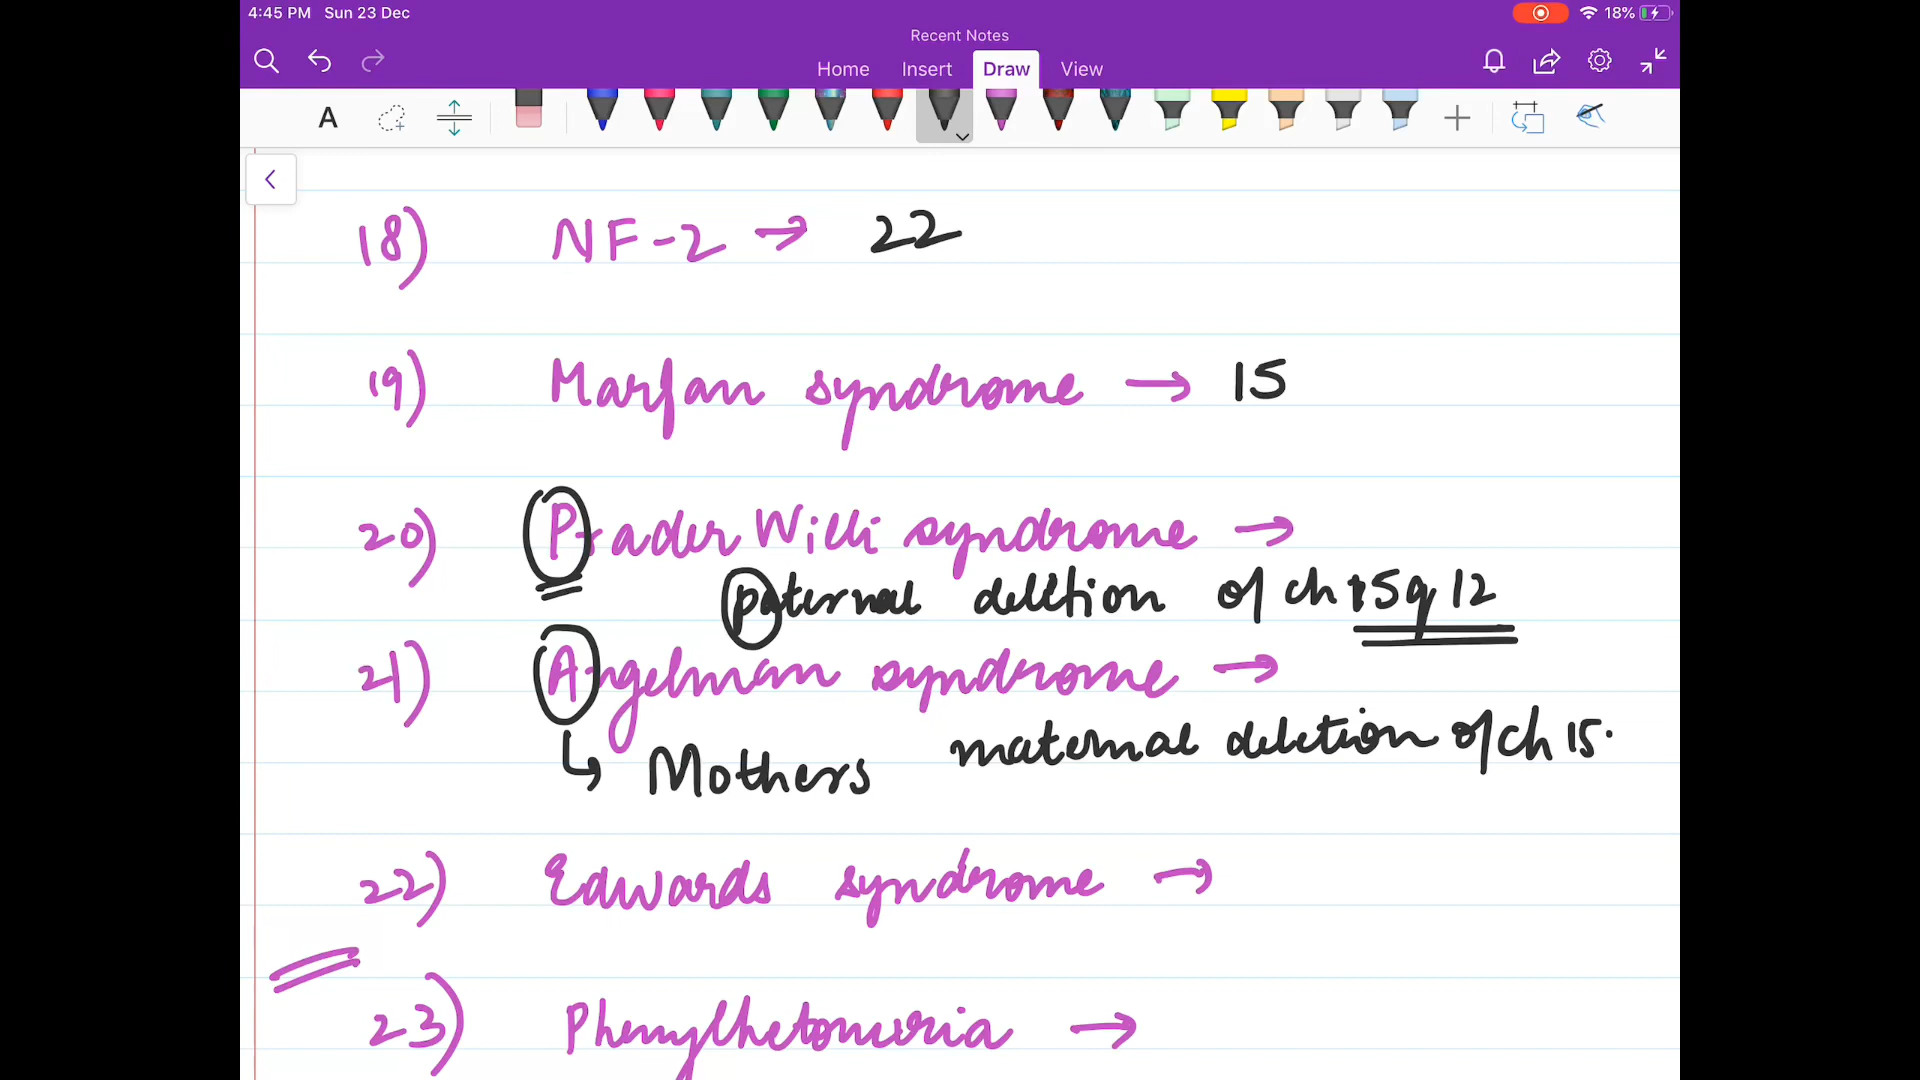 4:45 PM Sun 23 Dec
18%
Recent Notes
Home Insert Draw View
A
18) NF-2 → 22
19) Marfan syndrome → 15
20) Prader Willi syndrome →
paternal deletion of ch 15q 12
21) Angelman syndrome →
↳ Mothers maternal deletion of ch 15.
22) Edwards syndrome →
23) Phenylketonuria →